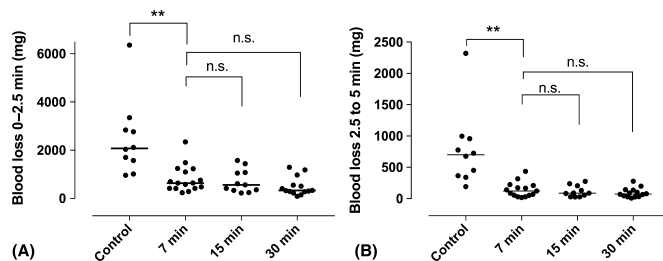 **
n.s.
n.s.
6000
4000
2000
0
Blood loss 0–2.5 min (mg)
Control
7 min
15 min
30 min
(A)
**
n.s.
n.s.
2500
2000
1500
1000
500
0
Blood loss 2.5 to 5 min (mg)
Control
7 min
15 min
30 min
(B)